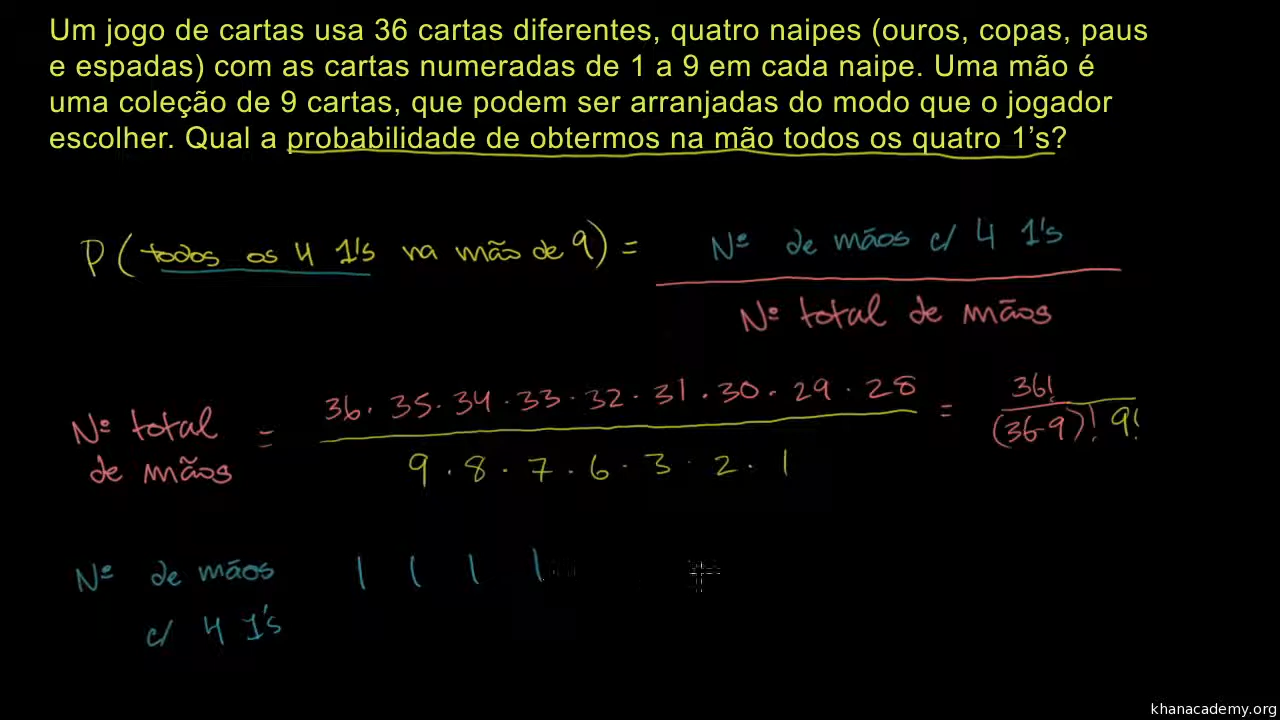 Um jogo de cartas usa 36 cartas diferentes, quatro naipes (ouros, copas, paus
e espadas) com as cartas numeradas de 1 a 9 em cada naipe. Uma mão é
uma coleção de 9 cartas, que podem ser arranjadas do modo que o jogador
escolher. Qual a probabilidade de obtermos na mão todos os quatro 1's?
P (todos os 4 1's na mão de 9) =
Nº de mãos c/ 4 1's
Nº total de mãos
Nº total
de mãos
=
36 · 35 · 34 · 33 · 32 · 31 · 30 · 29 · 28
9 · 8 · 7 · 6 · 3 · 2 · 1
=
36!
(36-9)! 9!
Nº de mãos
c/ 4 1's
1 1 1 1
khanacademy.org